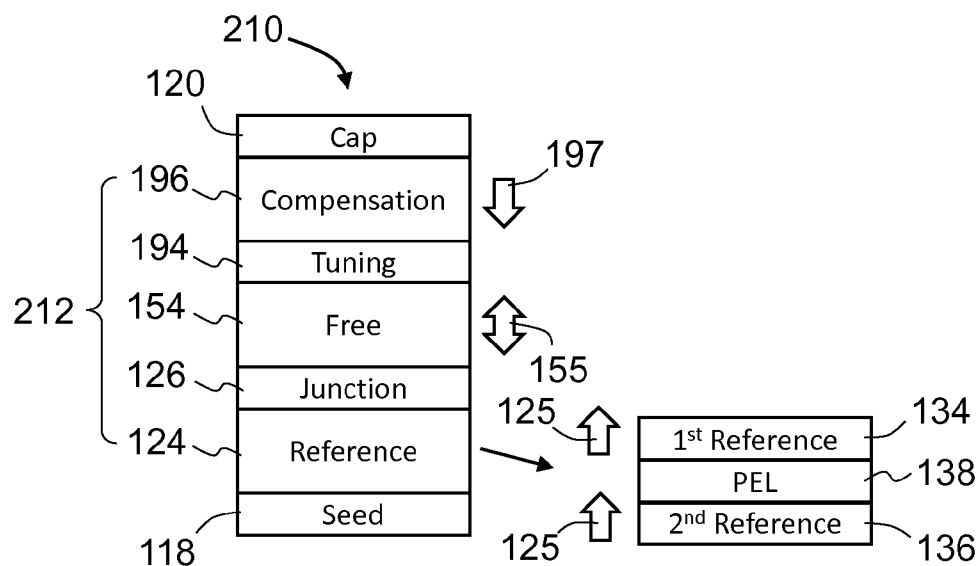 210
120
Cap
197
196
Compensation
194
Tuning
212
154
Free
155
126
Junction
125
134
1st Reference
124
Reference
138
PEL
118
Seed
125
2nd Reference
136